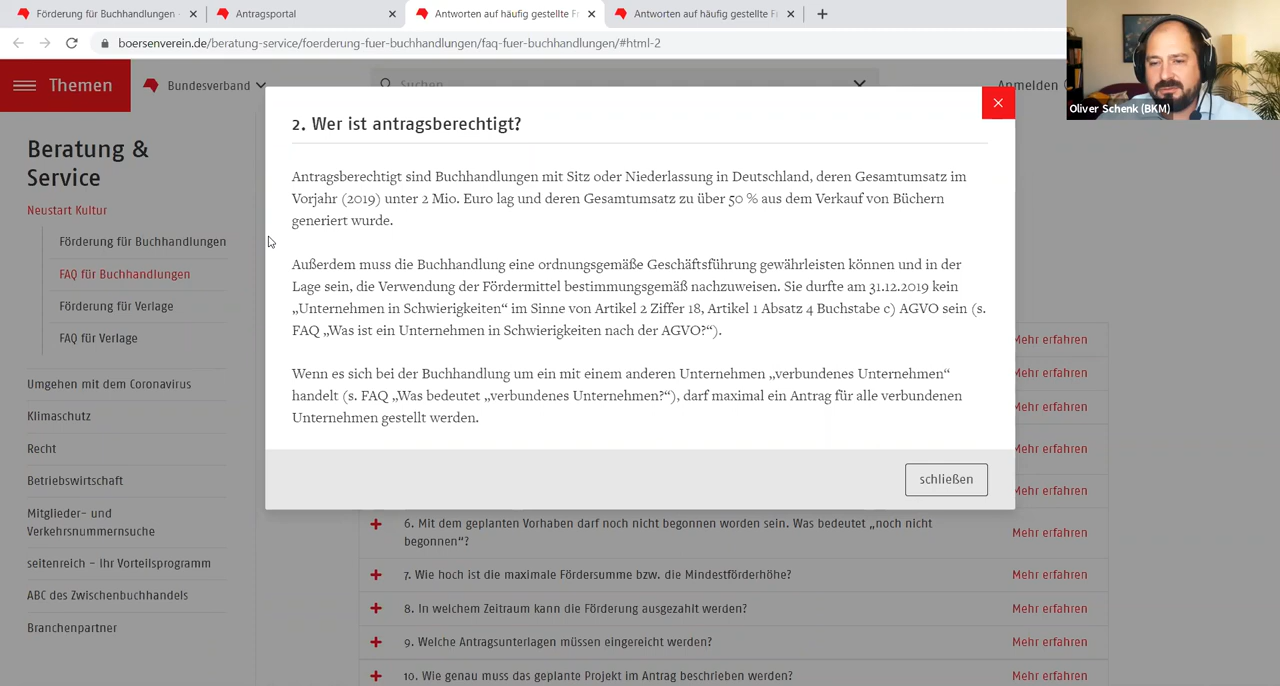 Förderung für Buchhandlungen
Antragsportal
Antworten auf häufig gestellte Fr
Antworten auf häufig gestellte Fr
boersenverein.de/beratung-service/foerderung-fuer-buchhandlungen/faq-fuer-buchhandlungen/#html-2
Oliver Schenk (BKM)
Themen
Bundesverband
Suchen
Anmelden
Beratung &
Service
Neustart Kultur
Förderung für Buchhandlungen
FAQ für Buchhandlungen
Förderung für Verlage
FAQ für Verlage
Umgehen mit dem Coronavirus
Klimaschutz
Recht
Betriebswirtschaft
Mitglieder- und
Verkehrsnummernsuche
seitenreich – Ihr Vorteilsprogramm
ABC des Zwischenbuchhandels
Branchenpartner
2. Wer ist antragsberechtigt?
Antragsberechtigt sind Buchhandlungen mit Sitz oder Niederlassung in Deutschland, deren Gesamtumsatz im
Vorjahr (2019) unter 2 Mio. Euro lag und deren Gesamtumsatz zu über 50 % aus dem Verkauf von Büchern
generiert wurde.
Außerdem muss die Buchhandlung eine ordnungsgemäße Geschäftsführung gewährleisten können und in der
Lage sein, die Verwendung der Fördermittel bestimmungsgemäß nachzuweisen. Sie durfte am 31.12.2019 kein
„Unternehmen in Schwierigkeiten“ im Sinne von Artikel 2 Ziffer 18, Artikel 1 Absatz 4 Buchstabe c) AGVO sein (s.
FAQ „Was ist ein Unternehmen in Schwierigkeiten nach der AGVO?“).
Wenn es sich bei der Buchhandlung um ein mit einem anderen Unternehmen „verbundenes Unternehmen“
handelt (s. FAQ „Was bedeutet „verbundenes Unternehmen?“), darf maximal ein Antrag für alle verbundenen
Unternehmen gestellt werden.
schließen
Mehr erfahren
Mehr erfahren
Mehr erfahren
Mehr erfahren
Mehr erfahren
6. Mit dem geplanten Vorhaben darf noch nicht begonnen worden sein. Was bedeutet „noch nicht
begonnen“?
Mehr erfahren
7. Wie hoch ist die maximale Fördersumme bzw. die Mindestförderhöhe?
Mehr erfahren
8. In welchem Zeitraum kann die Förderung ausgezahlt werden?
Mehr erfahren
9. Welche Antragsunterlagen müssen eingereicht werden?
Mehr erfahren
10. Wie genau muss das geplante Projekt im Antrag beschrieben werden?
Mehr erfahren